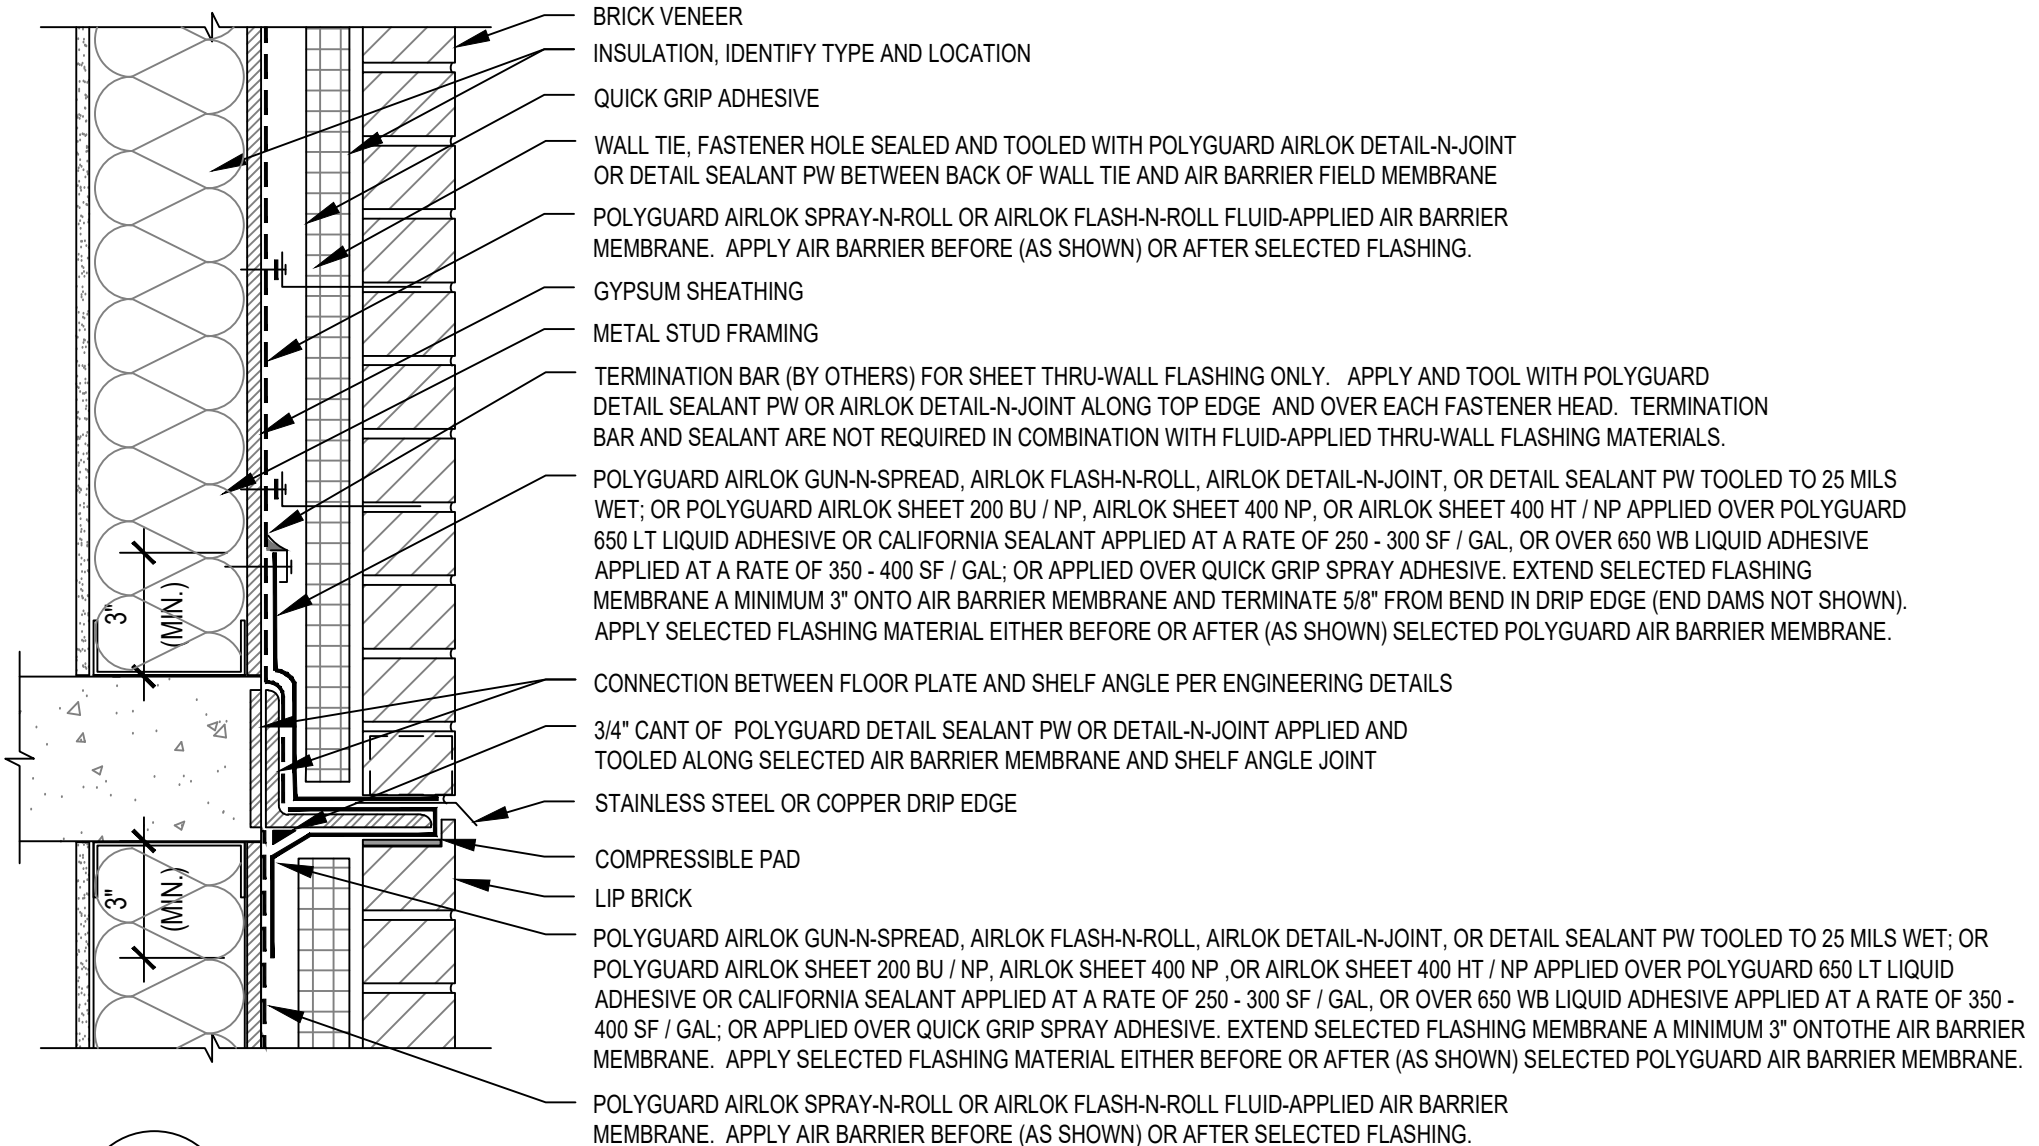 BRICK VENEER
INSULATION, IDENTIFY TYPE AND LOCATION
QUICK GRIP ADHESIVE
WALL TIE, FASTENER HOLE SEALED AND TOOLED WITH POLYGUARD AIRLOK DETAIL-N-JOINT
OR DETAIL SEALANT PW BETWEEN BACK OF WALL TIE AND AIR BARRIER FIELD MEMBRANE
POLYGUARD AIRLOK SPRAY-N-ROLL OR AIRLOK FLASH-N-ROLL FLUID-APPLIED AIR BARRIER
MEMBRANE. APPLY AIR BARRIER BEFORE (AS SHOWN) OR AFTER SELECTED FLASHING.
GYPSUM SHEATHING
METAL STUD FRAMING
TERMINATION BAR (BY OTHERS) FOR SHEET THRU-WALL FLASHING ONLY. APPLY AND TOOL WITH POLYGUARD
DETAIL SEALANT PW OR AIRLOK DETAIL-N-JOINT ALONG TOP EDGE AND OVER EACH FASTENER HEAD. TERMINATION
BAR AND SEALANT ARE NOT REQUIRED IN COMBINATION WITH FLUID-APPLIED THRU-WALL FLASHING MATERIALS.
POLYGUARD AIRLOK GUN-N-SPREAD, AIRLOK FLASH-N-ROLL, AIRLOK DETAIL-N-JOINT, OR DETAIL SEALANT PW TOOLED TO 25 MILS
WET; OR POLYGUARD AIRLOK SHEET 200 BU / NP, AIRLOK SHEET 400 NP, OR AIRLOK SHEET 400 HT / NP APPLIED OVER POLYGUARD
650 LT LIQUID ADHESIVE OR CALIFORNIA SEALANT APPLIED AT A RATE OF 250 - 300 SF / GAL, OR OVER 650 WB LIQUID ADHESIVE
APPLIED AT A RATE OF 350 - 400 SF / GAL; OR APPLIED OVER QUICK GRIP SPRAY ADHESIVE. EXTEND SELECTED FLASHING
MEMBRANE A MINIMUM 3" ONTO AIR BARRIER MEMBRANE AND TERMINATE 5/8" FROM BEND IN DRIP EDGE (END DAMS NOT SHOWN).
APPLY SELECTED FLASHING MATERIAL EITHER BEFORE OR AFTER (AS SHOWN) SELECTED POLYGUARD AIR BARRIER MEMBRANE.
3"
(MIN.)
CONNECTION BETWEEN FLOOR PLATE AND SHELF ANGLE PER ENGINEERING DETAILS
3/4" CANT OF POLYGUARD DETAIL SEALANT PW OR DETAIL-N-JOINT APPLIED AND
TOOLED ALONG SELECTED AIR BARRIER MEMBRANE AND SHELF ANGLE JOINT
STAINLESS STEEL OR COPPER DRIP EDGE
COMPRESSIBLE PAD
LIP BRICK
3"
(MIN.)
POLYGUARD AIRLOK GUN-N-SPREAD, AIRLOK FLASH-N-ROLL, AIRLOK DETAIL-N-JOINT, OR DETAIL SEALANT PW TOOLED TO 25 MILS WET; OR
POLYGUARD AIRLOK SHEET 200 BU / NP, AIRLOK SHEET 400 NP ,OR AIRLOK SHEET 400 HT / NP APPLIED OVER POLYGUARD 650 LT LIQUID
ADHESIVE OR CALIFORNIA SEALANT APPLIED AT A RATE OF 250 - 300 SF / GAL, OR OVER 650 WB LIQUID ADHESIVE APPLIED AT A RATE OF 350 -
400 SF / GAL; OR APPLIED OVER QUICK GRIP SPRAY ADHESIVE. EXTEND SELECTED FLASHING MEMBRANE A MINIMUM 3" ONTOTHE AIR BARRIER
MEMBRANE. APPLY SELECTED FLASHING MATERIAL EITHER BEFORE OR AFTER (AS SHOWN) SELECTED POLYGUARD AIR BARRIER MEMBRANE.
POLYGUARD AIRLOK SPRAY-N-ROLL OR AIRLOK FLASH-N-ROLL FLUID-APPLIED AIR BARRIER
MEMBRANE. APPLY AIR BARRIER BEFORE (AS SHOWN) OR AFTER SELECTED FLASHING.